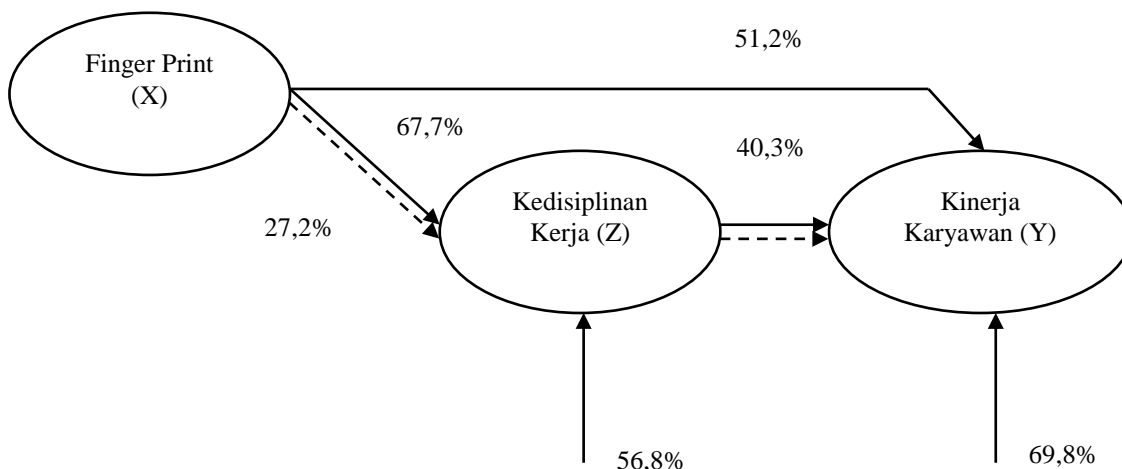 51,2%
Finger Print
(X)
67,7%
40,3%
27,2%
Kedisiplinan
Kerja (Z)
Kinerja
Karyawan (Y)
56,8%
69,8%